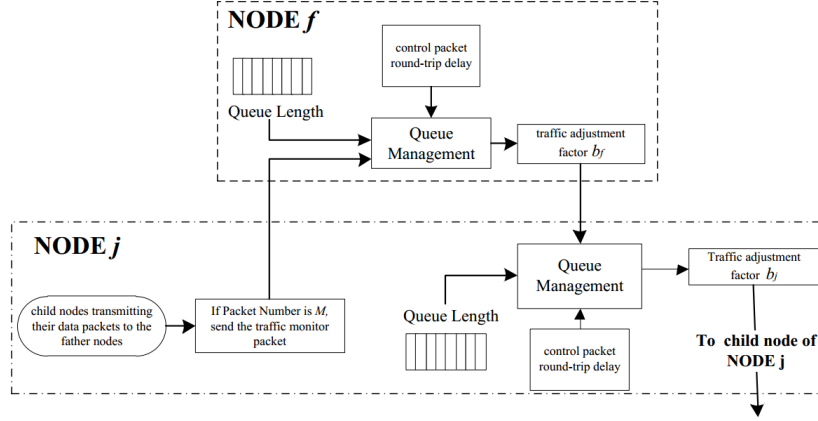 NODE f
control packet
round-trip delay
Queue Length
Queue
Management
traffic adjustment
factor bf
NODE j
child nodes transmitting
their data packets to the
father nodes
If Packet Number is M,
send the traffic monitor
packet
Queue Length
Queue
Management
control packet
round-trip delay
Traffic adjustment
factor bj
To child node of
NODE j